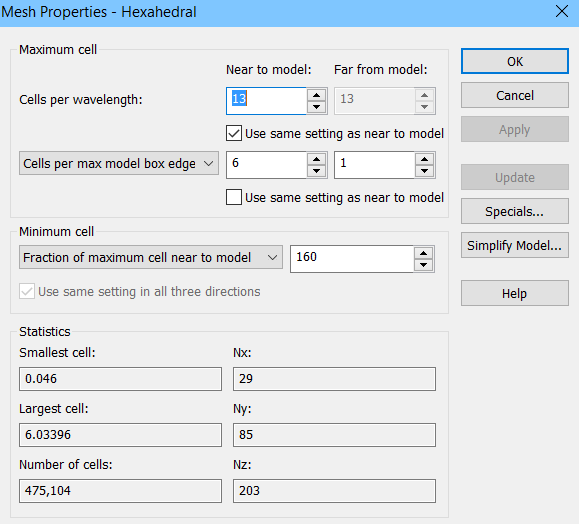 Mesh Properties - Hexahedral
Maximum cell
Near to model: Far from model:
Cells per wavelength: 13 13
Use same setting as near to model
Cells per max model box edge 6 1
Use same setting as near to model
Minimum cell
Fraction of maximum cell near to model 160
Use same setting in all three directions
Statistics
Smallest cell: Nx:
0.046 29
Largest cell: Ny:
6.03396 85
Number of cells: Nz:
475,104 203
OK
Cancel
Apply
Update
Specials...
Simplify Model...
Help